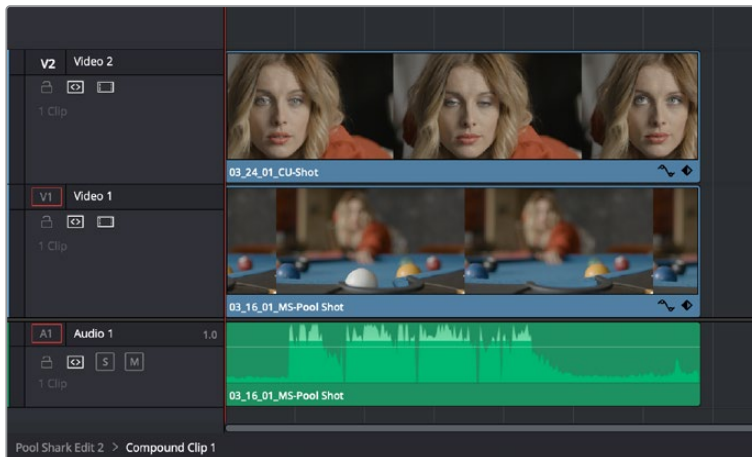 V2 Video 2
1 Clip
03_24_01_CU-Shot
V1 Video 1
1 Clip
03_16_01_MS-Pool Shot
A1 Audio 1 1.0
S M
1 Clip
03_16_01_MS-Pool Shot
Pool Shark Edit 2 > Compound Clip 1